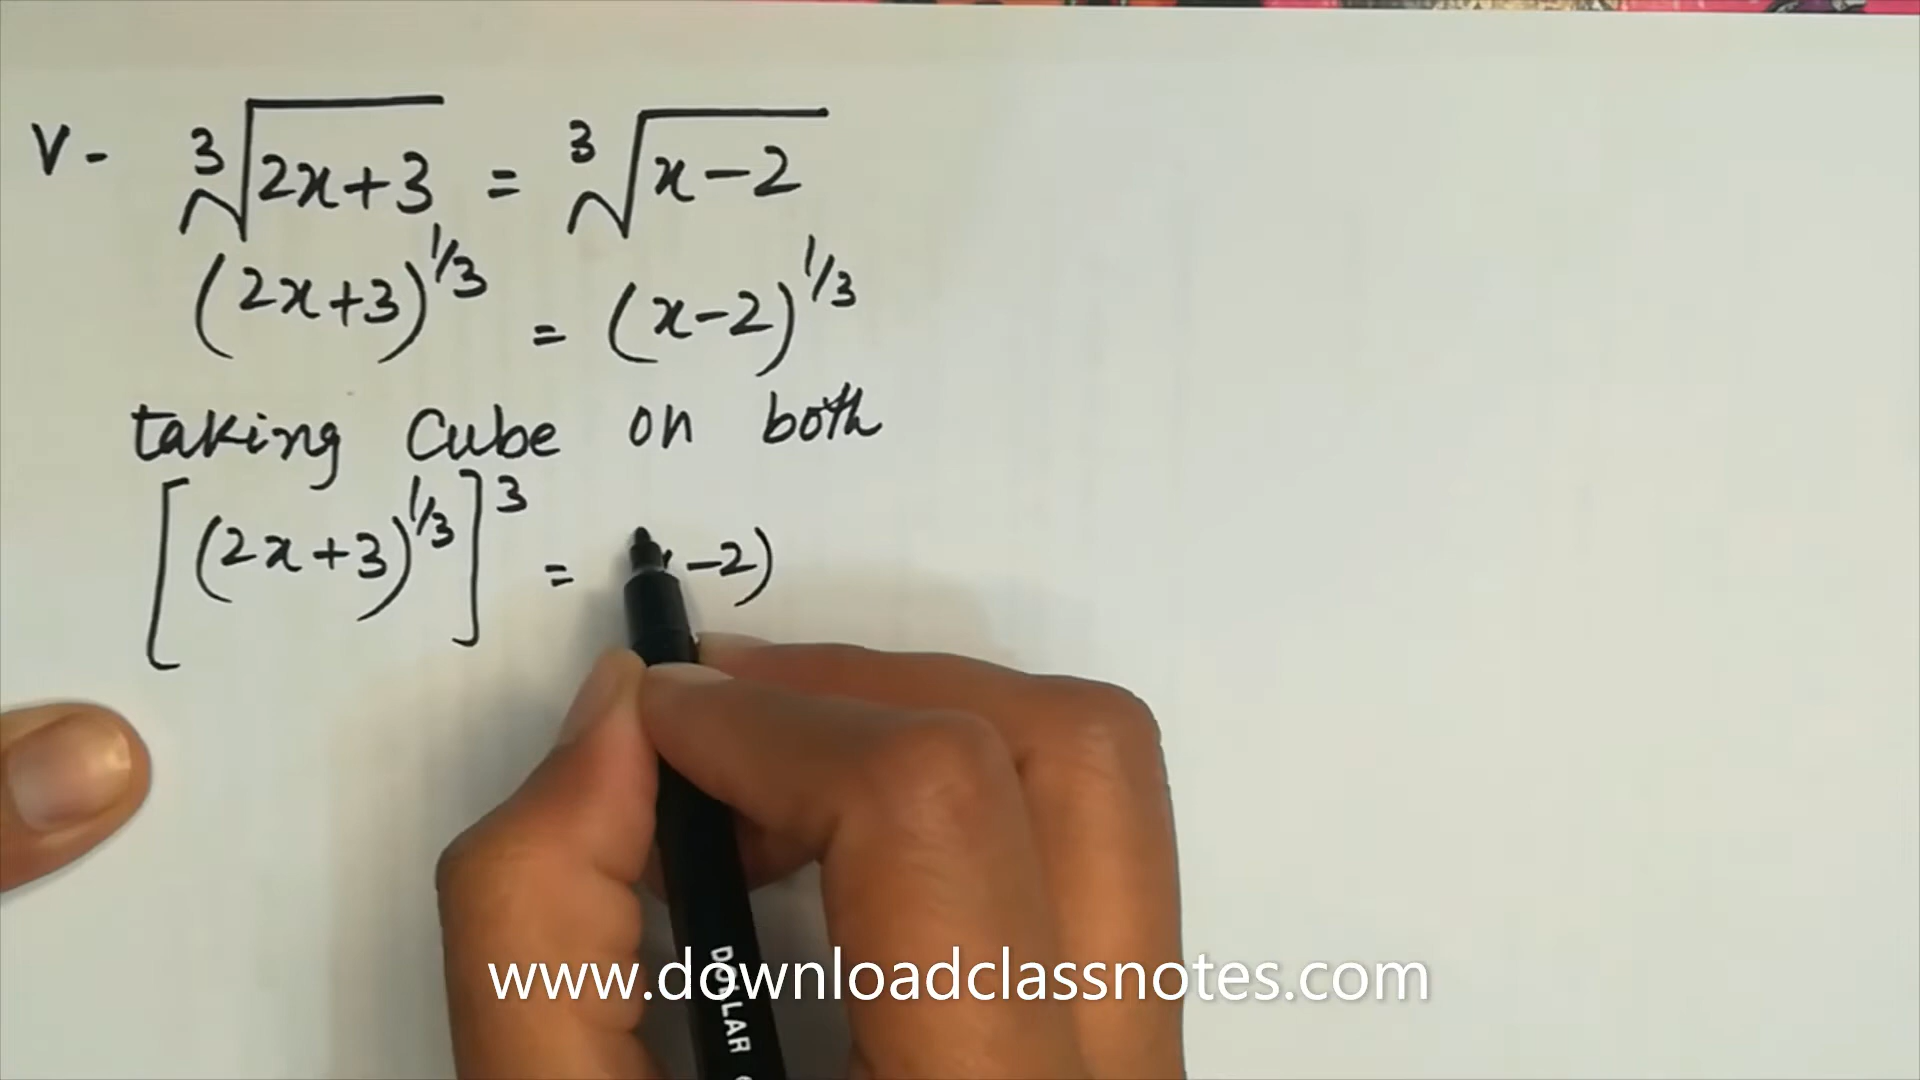 V- ∛(2x+3) = ∛(x-2)
(2x+3)^1/3 = (x-2)^1/3
taking Cube on both
[(2x+3)^1/3]^3 = -2)
www.downloadclassnotes.com
DOLLAR